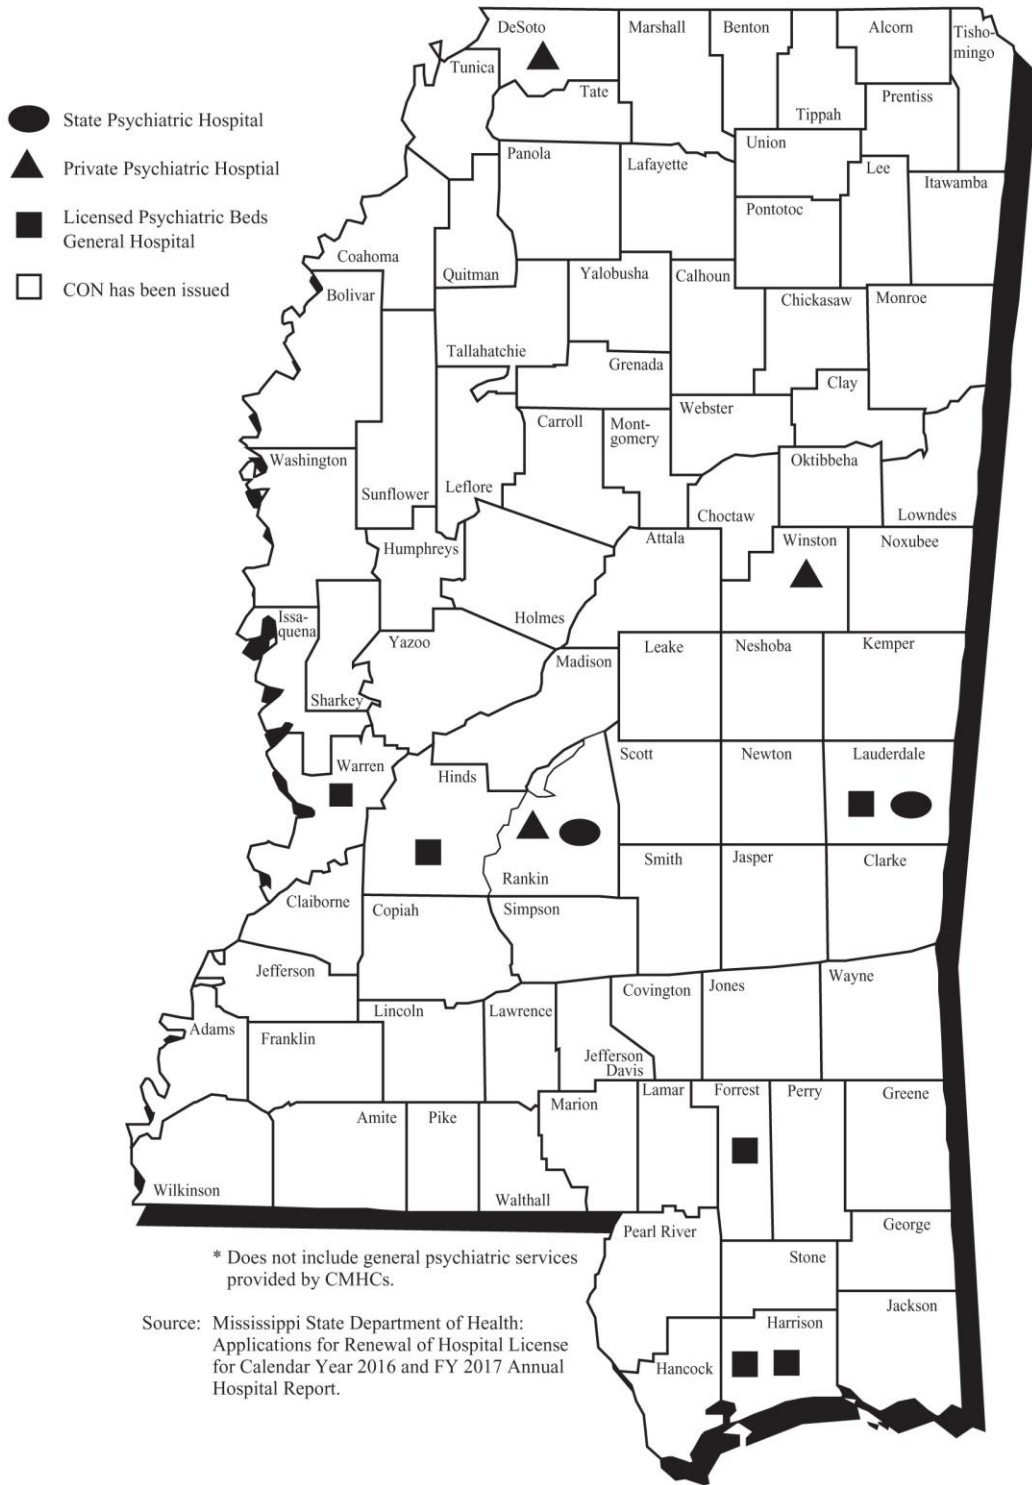 DeSoto
Marshall
Benton
Alcorn
Tisho-
mingo
Tunica
Tate
Prentiss
Tippah
State Psychiatric Hospital
Private Psychiatric Hosptial
Licensed Psychiatric Beds
General Hospital
CON has been issued
Panola
Lafayette
Union
Lee
Itawamba
Pontotoc
Coahoma
Quitman
Yalobusha
Calhoun
Bolivar
Chickasaw
Monroe
Tallahatchie
Grenada
Clay
Carroll
Mont-
gomery
Webster
Washington
Sunflower
Leflore
Oktibbeha
Choctaw
Lowndes
Humphreys
Attala
Winston
Noxubee
Issa-
quena
Holmes
Yazoo
Madison
Leake
Neshoba
Kemper
Sharkey
Warren
Hinds
Scott
Newton
Lauderdale
Rankin
Smith
Jasper
Clarke
Claiborne
Copiah
Simpson
Jefferson
Covington
Jones
Wayne
Adams
Franklin
Lincoln
Lawrence
Jefferson
Davis
Amite
Pike
Marion
Lamar
Forrest
Perry
Greene
Wilkinson
Walthall
Pearl River
George
Stone
* Does not include general psychiatric services
provided by CMHCs.
Jackson
Harrison
Hancock
Source: Mississippi State Department of Health:
Applications for Renewal of Hospital License
for Calendar Year 2016 and FY 2017 Annual
Hospital Report.